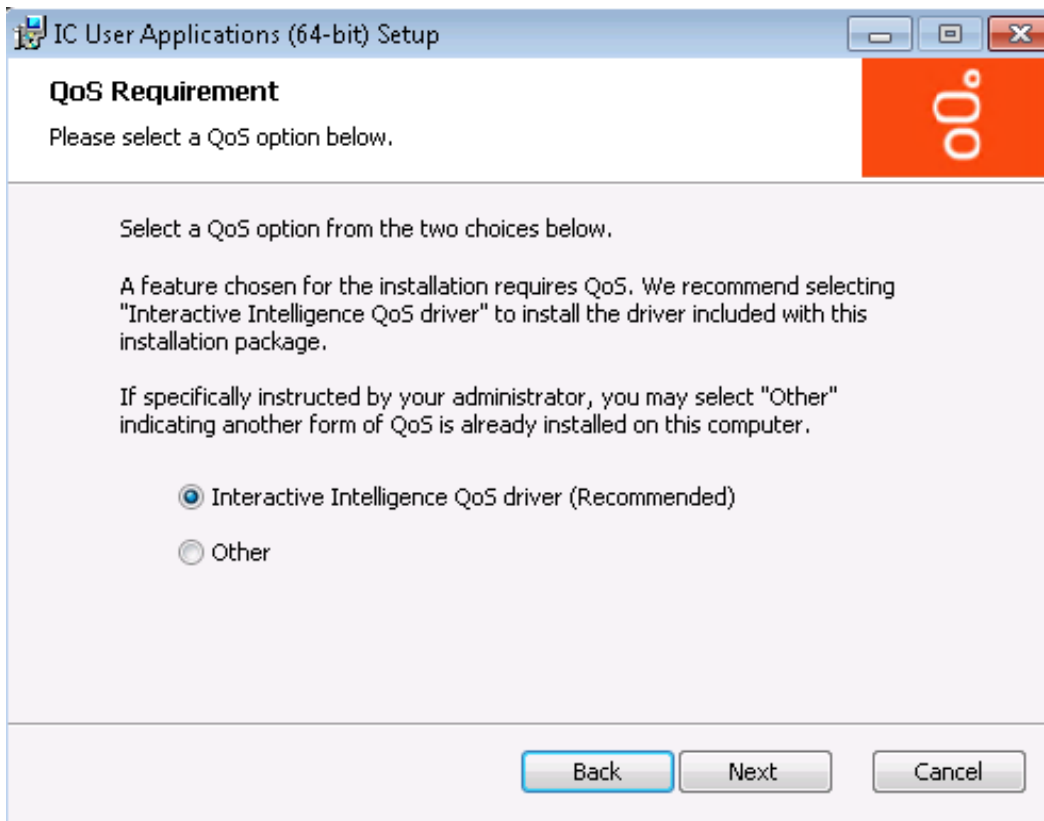 IC User Applications (64-bit) Setup
QoS Requirement
Please select a QoS option below.
Select a QoS option from the two choices below.
A feature chosen for the installation requires QoS. We recommend selecting
"Interactive Intelligence QoS driver" to install the driver included with this
installation package.
If specifically instructed by your administrator, you may select "Other"
indicating another form of QoS is already installed on this computer.
Interactive Intelligence QoS driver (Recommended)
Other
Back Next Cancel